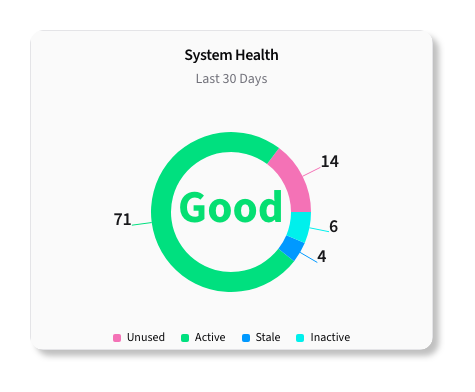 System Health
Last 30 Days
14
71
Good
6
4
Unused Active Stale Inactive